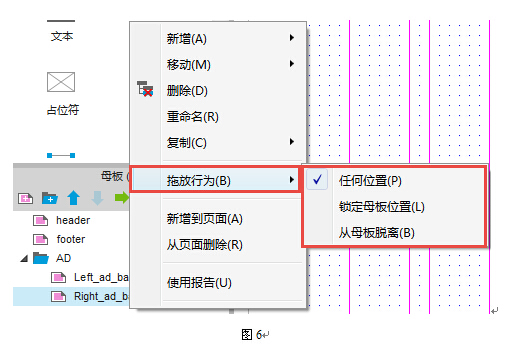 文本
占位符
母板 (
header
footer
AD
Left_ad_ba
Right_ad_ba
新增(A)
移动(M)
删除(D)
重命名(R)
复制(C)
拖放行为(B)
新增到页面(A)
从页面删除(R)
使用报告(U)
任何位置(P)
锁定母板位置(L)
从母板脱离(B)
图 6